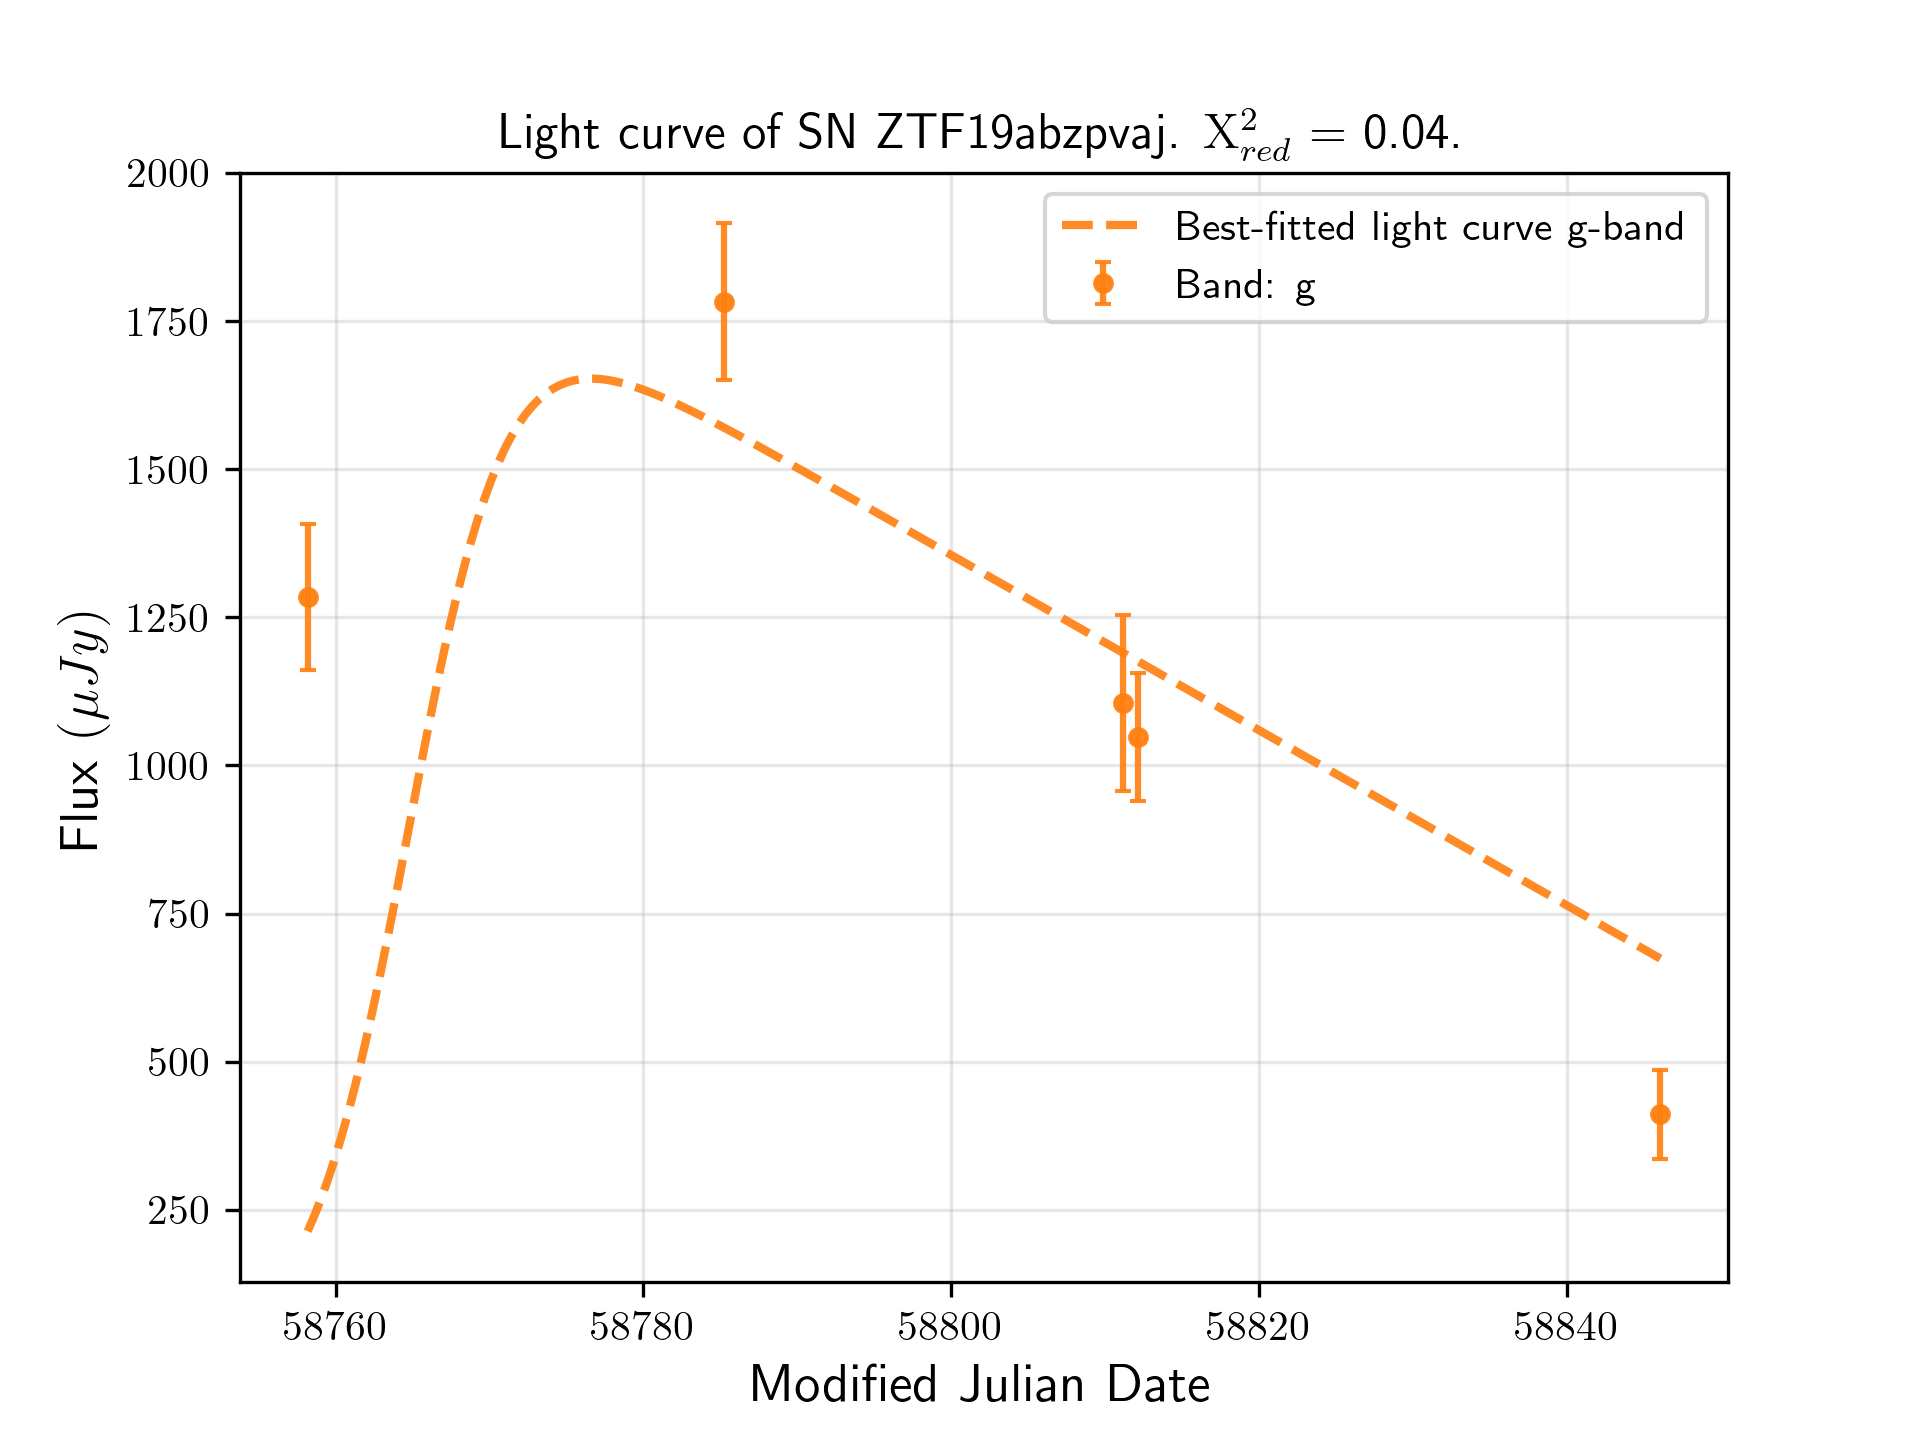 Light curve of SN ZTF19abzpvaj. X²_red = 0.04.
2000
1750
1500
1250
1000
750
500
250
Flux (μJy)
Best-fitted light curve g-band
Band: g
58760 58780 58800 58820 58840
Modified Julian Date